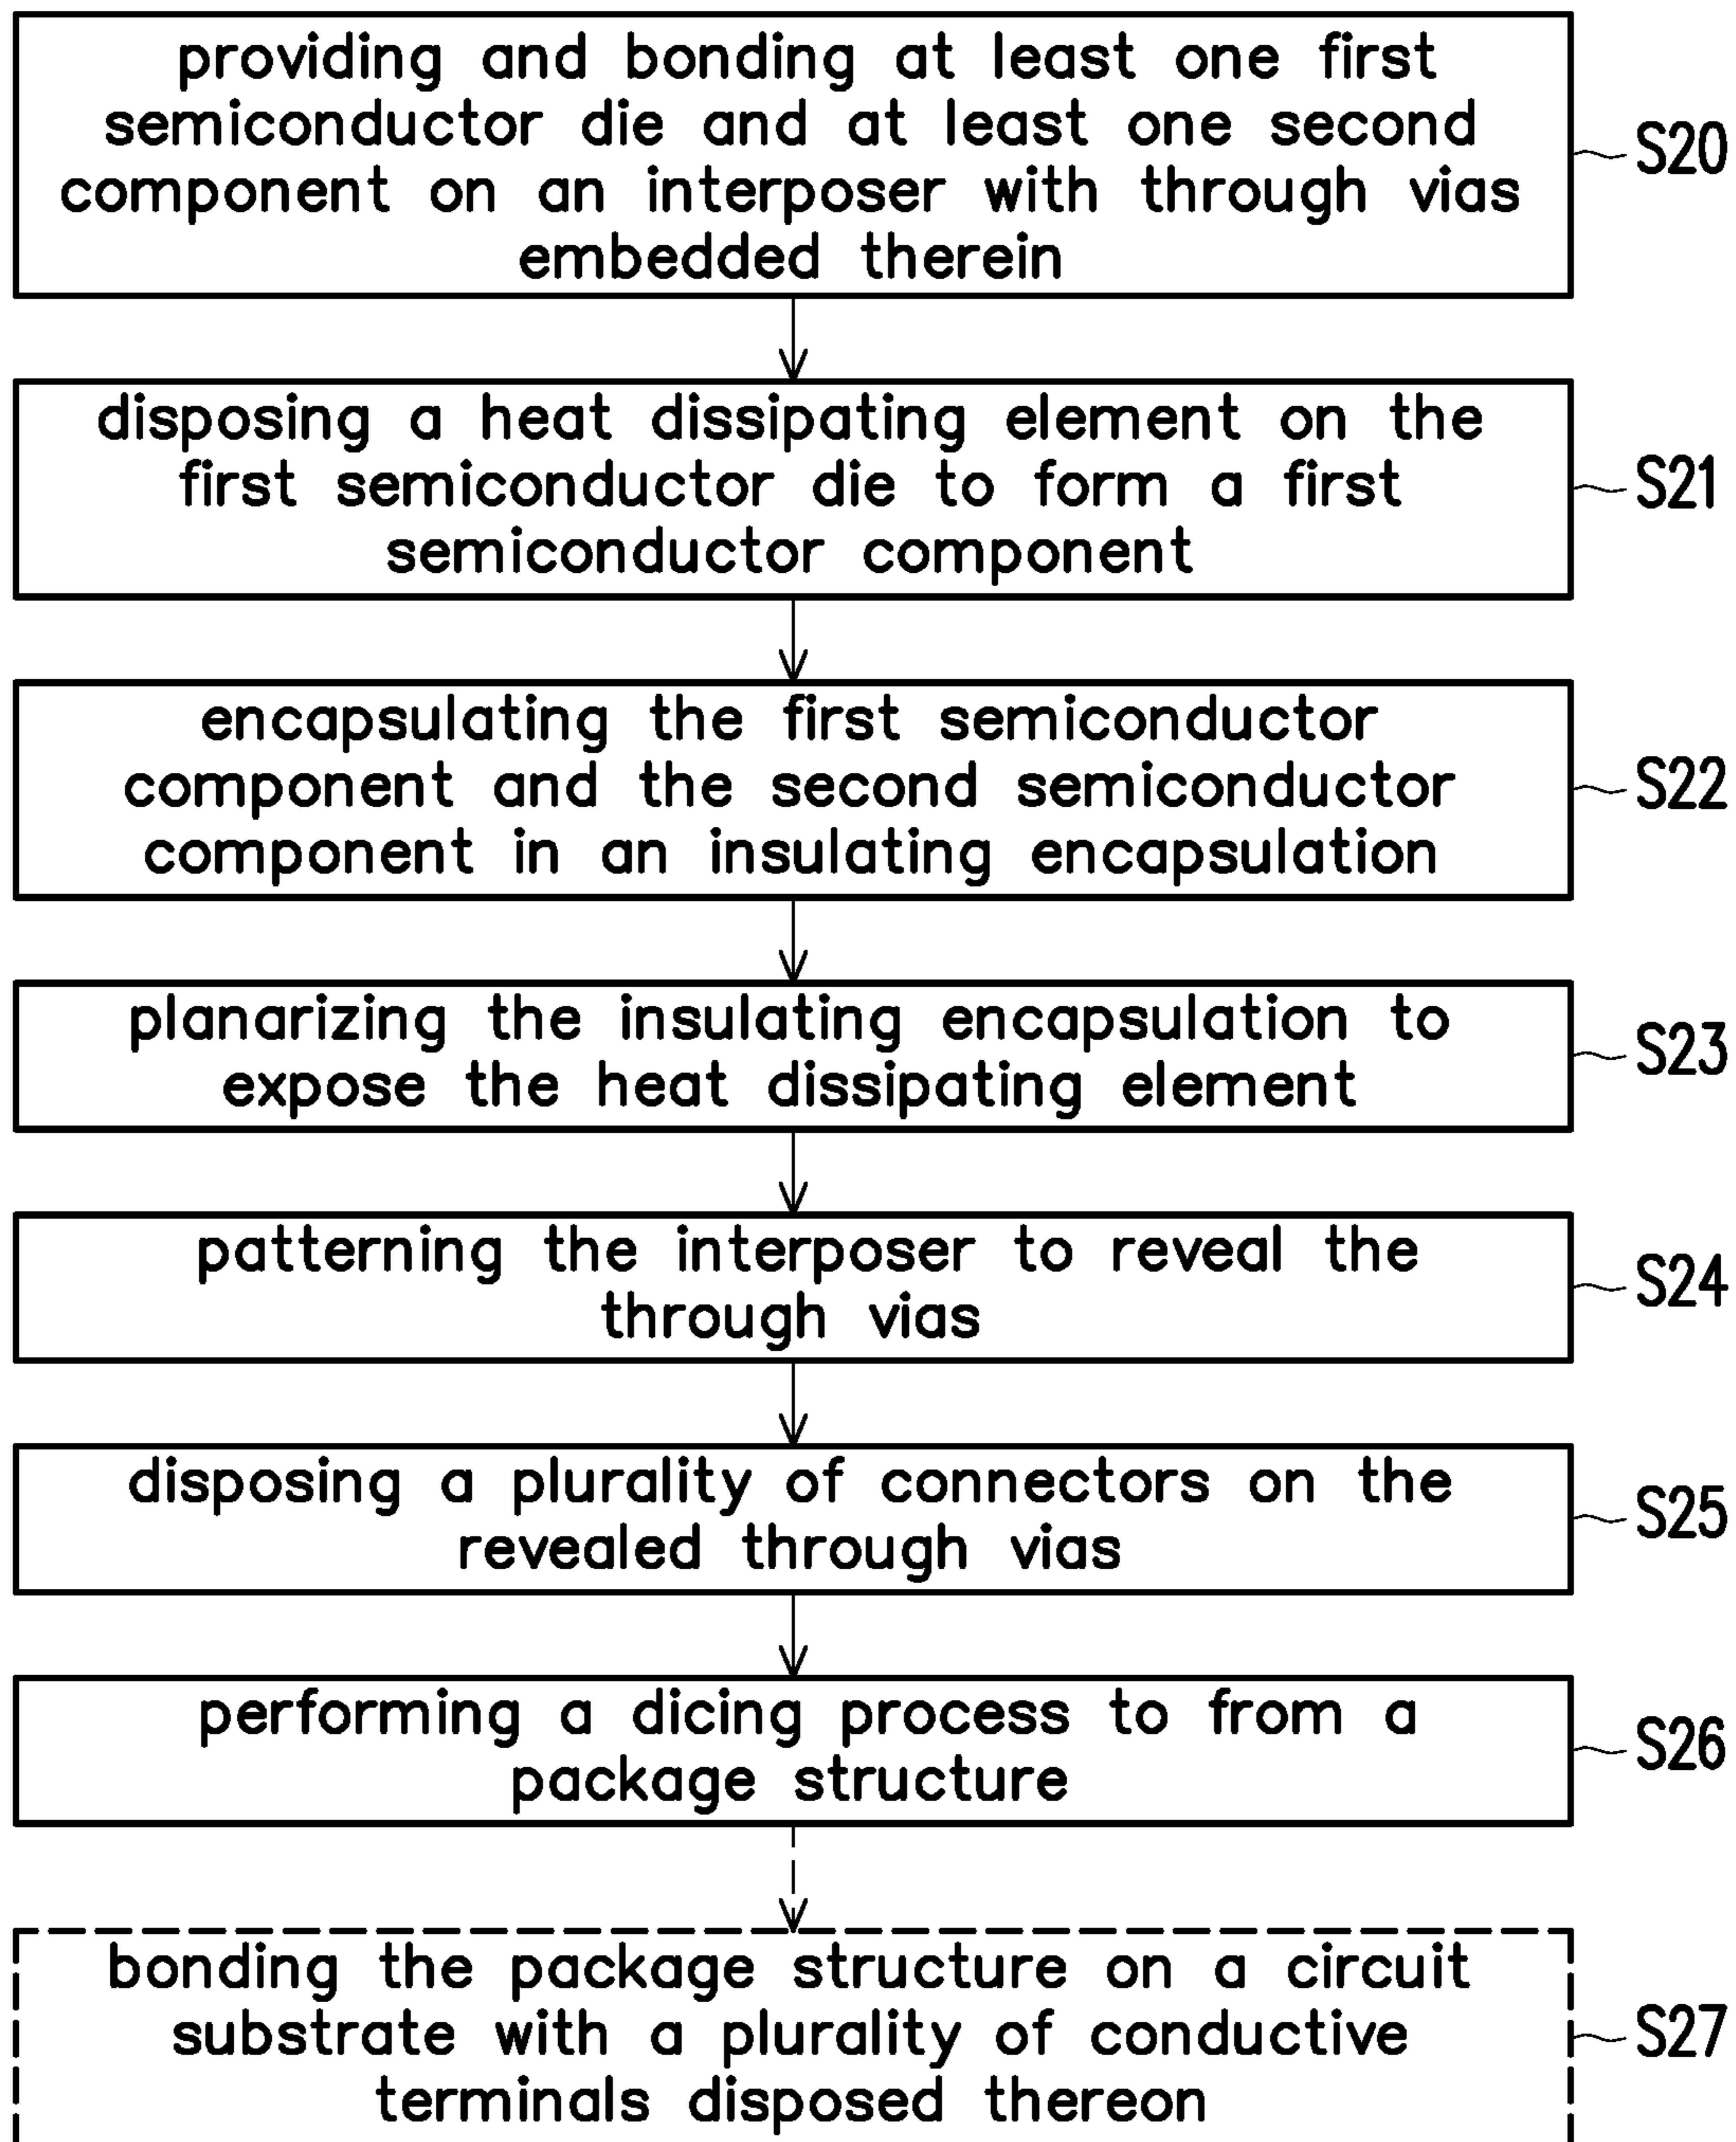 providing and bonding at least one first
semiconductor die and at least one second
component on an interposer with through vias
embedded therein
S20
disposing a heat dissipating element on the
first semiconductor die to form a first
semiconductor component
S21
encapsulating the first semiconductor
component and the second semiconductor
component in an insulating encapsulation
S22
planarizing the insulating encapsulation to
expose the heat dissipating element
S23
patterning the interposer to reveal the
through vias
S24
disposing a plurality of connectors on the
revealed through vias
S25
performing a dicing process to from a
package structure
S26
bonding the package structure on a circuit
substrate with a plurality of conductive
terminals disposed thereon
S27